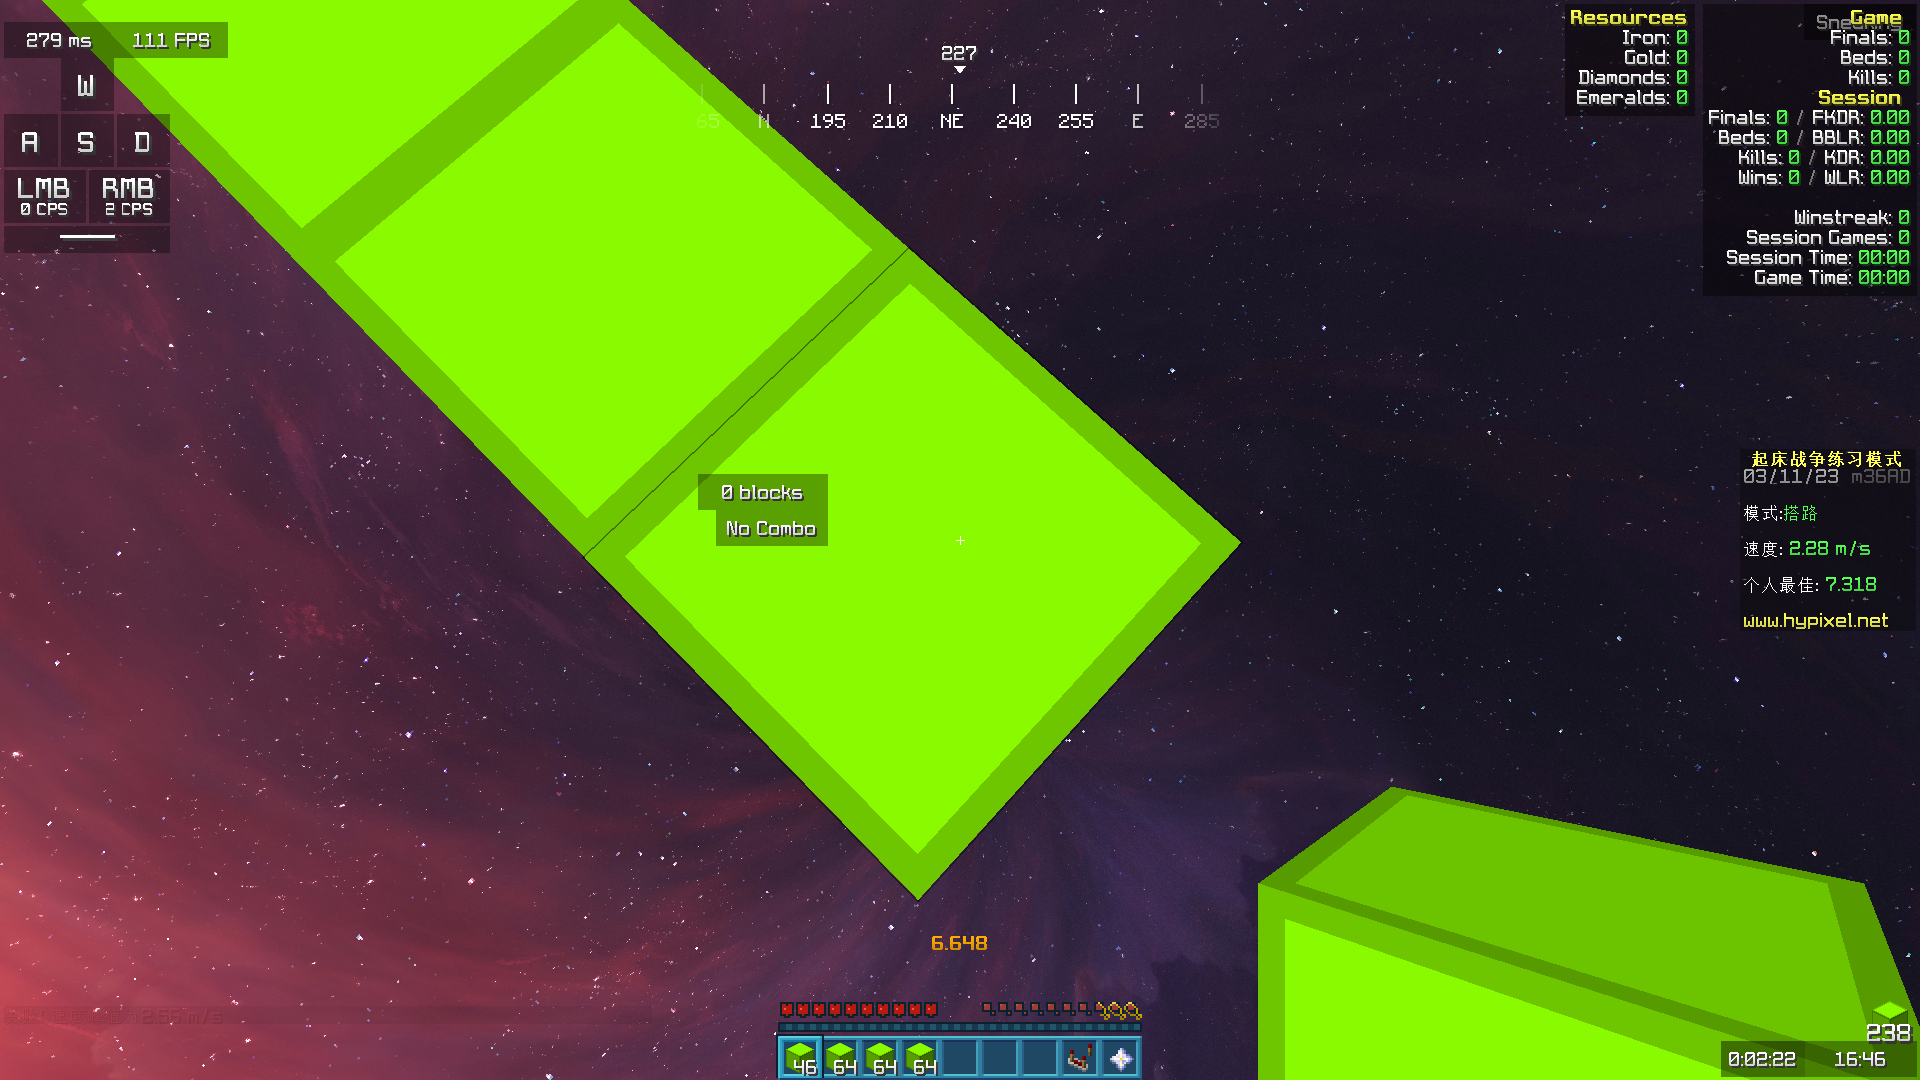 279 ms 111 FPS
W
A S D
LMB RMB
0 CPS 2 CPS
227
65 N 195 210 NE 240 255 E 285
Resources
Iron: 0
Gold: 0
Diamonds: 0
Emeralds: 0
Game
Finals: 0
Beds: 0
Kills: 0
Session
Finals: 0 / FKDR: 0.00
Beds: 0 / BBLR: 0.00
Kills: 0 / KDR: 0.00
Wins: 0 / WLR: 0.00
Winstreak: 0
Session Games: 0
Session Time: 00:00
Game Time: 00:00
0 blocks
No Combo
起床战争练习模式
03/11/23 m36AD
模式:搭路
速度: 2.28 m/s
个人最佳: 7.318
www.hypixel.net
6.648
46 64 64 64
238
0:02:22 16:46